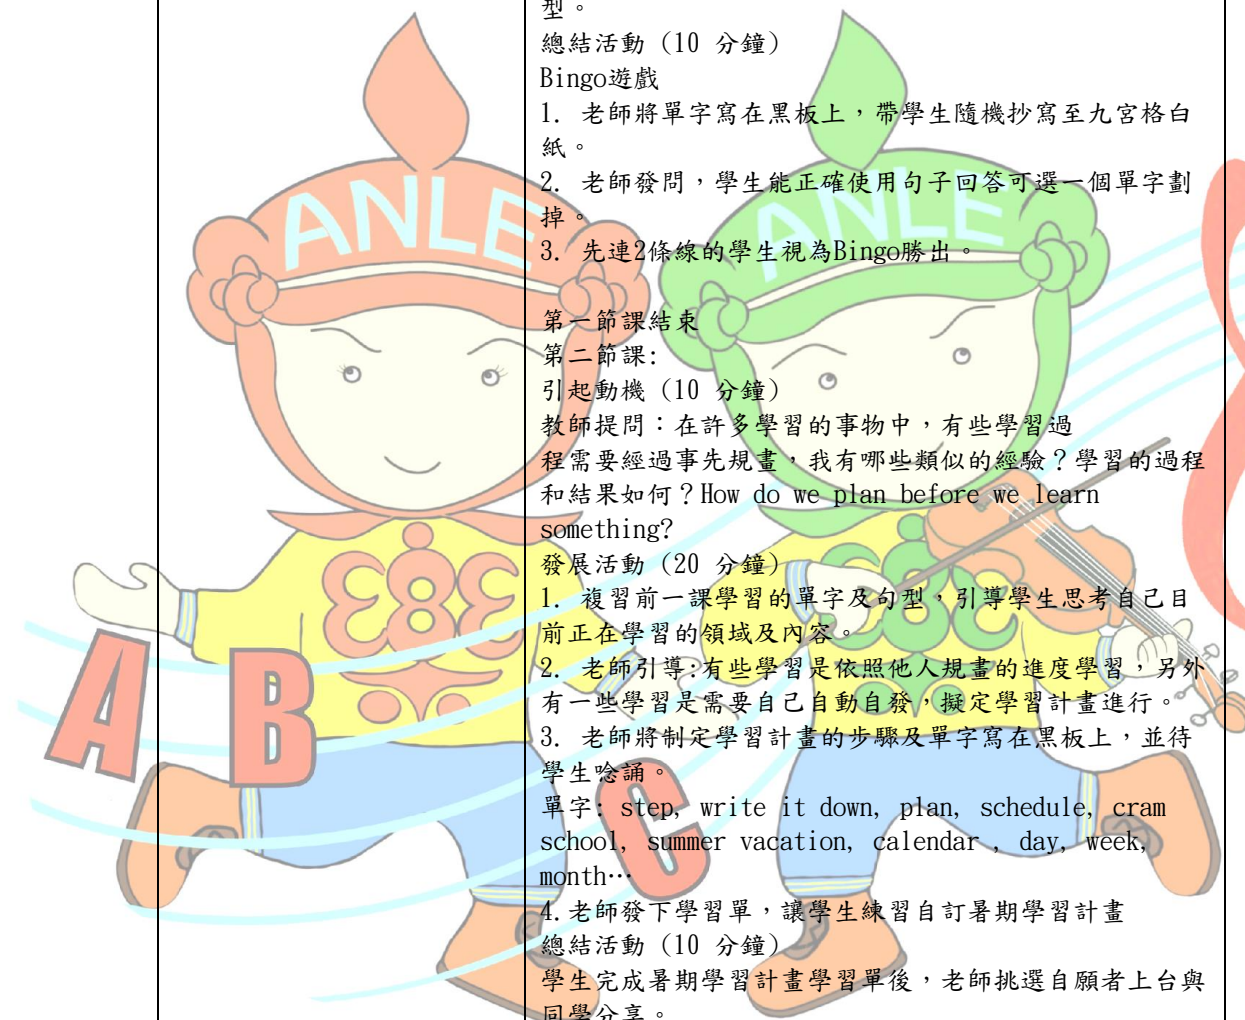 型。
總結活動 (10 分鐘)
Bingo遊戲
1. 老師將單字寫在黑板上，帶學生隨機抄寫至九宮格白
紙。
2. 老師發問，學生能正確使用句子回答可選一個單字劃
掉。
3. 先連2條線的學生視為Bingo勝出。
ANLE
ANLE
第一節課結束
第二節課:
引起動機 (10 分鐘)
教師提問：在許多學習的事物中，有些學習過
程需要經過事先規畫，我有哪些類似的經驗？學習的過程
和結果如何？How do we plan before we learn
something?
發展活動 (20 分鐘)
1. 複習前一課學習的單字及句型，引導學生思考自己目
前正在學習的領域及內容。
2. 老師引導:有些學習是依照他人規畫的進度學習，另外
有一些學習是需要自己自動自發，擬定學習計畫進行。
3. 老師將制定學習計畫的步驟及單字寫在黑板上，並待
學生唸誦。
單字: step, write it down, plan, schedule, cram
school, summer vacation, calendar , day, week,
month…
4.老師發下學習單，讓學生練習自訂暑期學習計畫
總結活動 (10 分鐘)
學生完成暑期學習計畫學習單後，老師挑選自願者上台與
同學分享。
A B C